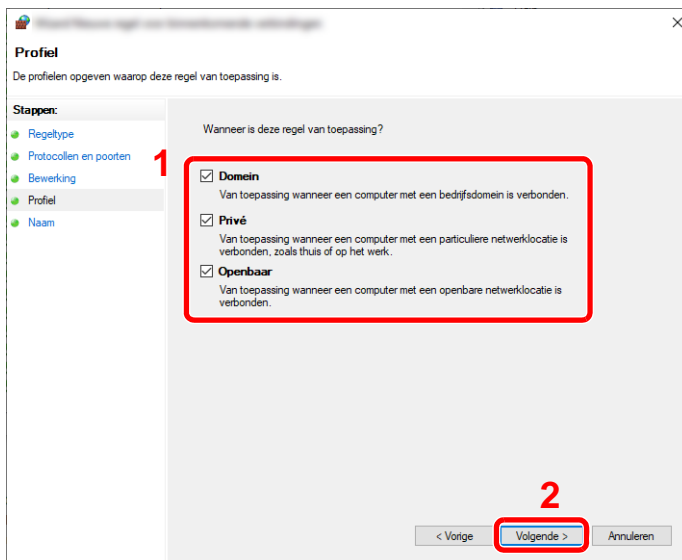 Profiel
De profielen opgeven waarop deze regel van toepassing is.
Stappen:
Regeltype
Protocollen en poorten
Bewerking
Profiel
Naam
Wanneer is deze regel van toepassing?
1
Domein
Van toepassing wanneer een computer met een bedrijfsdomein is verbonden.
Privé
Van toepassing wanneer een computer met een particuliere netwerklocatie is
verbonden, zoals thuis of op het werk.
Openbaar
Van toepassing wanneer een computer met een openbare netwerklocatie is
verbonden.
2
< Vorige
Volgende >
Annuleren